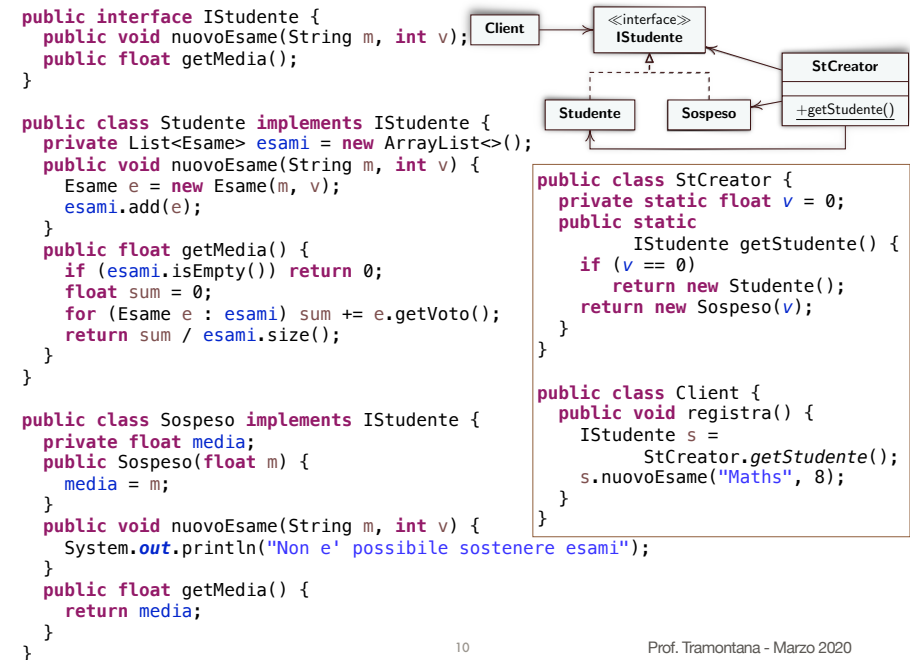 public interface IStudente {
public void nuovoEsame(String m, int v);
public float getMedia();
}
public class Studente implements IStudente {
private List<Esame> esami = new ArrayList<>();
public void nuovoEsame(String m, int v) {
Esame e = new Esame(m, v);
esami.add(e);
}
public float getMedia() {
if (esami.isEmpty()) return 0;
float sum = 0;
for (Esame e : esami) sum += e.getVoto();
return sum / esami.size();
}
}
public class Sospeso implements IStudente {
private float media;
public Sospeso(float m) {
media = m;
}
public void nuovoEsame(String m, int v) {
System.out.println("Non e' possibile sostenere esami");
}
public float getMedia() {
return media;
}
}
Client
≪interface≫
IStudente
StCreator
+getStudente()
Studente
Sospeso
public class StCreator {
private static float v = 0;
public static
IStudente getStudente() {
if (v == 0)
return new Studente();
return new Sospeso(v);
}
}
public class Client {
public void registra() {
IStudente s =
StCreator.getStudente();
s.nuovoEsame("Maths", 8);
}
}
10
Prof. Tramontana - Marzo 2020